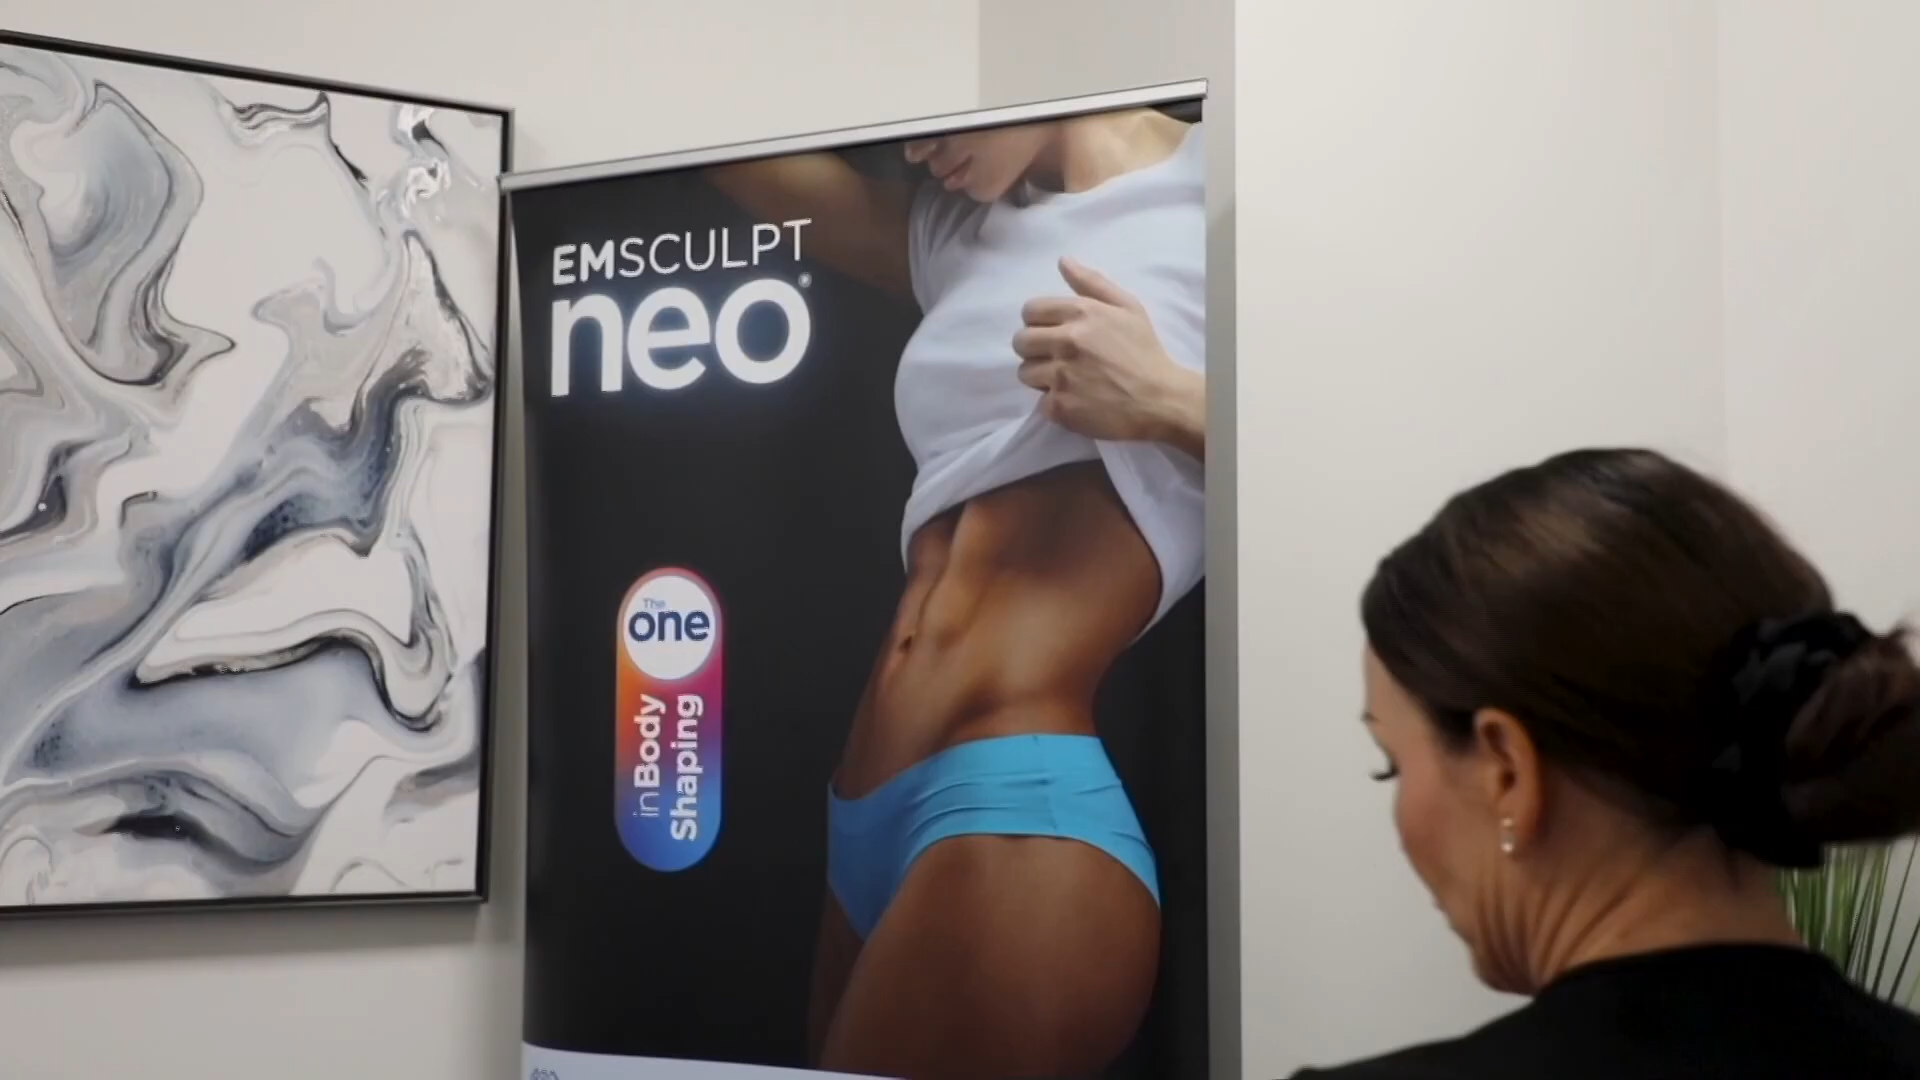 EMSCULPT
neo®
The
one
in Body
Shaping